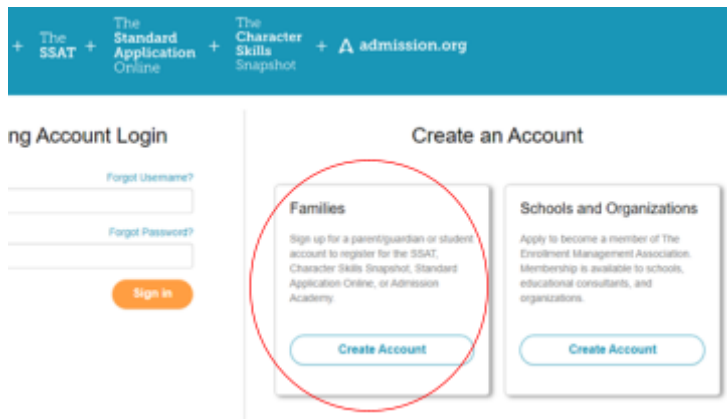 + The SSAT + The Standard Application Online + The Character Skills Snapshot + admission.org
ng Account Login
Forgot Username?
Forgot Password?
Sign in
Create an Account
Families
Sign up for a parent/guardian or student
account to register for the SSAT,
Character Skills Snapshot, Standard
Application Online, or Admission
Academy.
Create Account
Schools and Organizations
Apply to become a member of The
Enrollment Management Association.
Membership is available to schools,
educational consultants, and
organizations.
Create Account